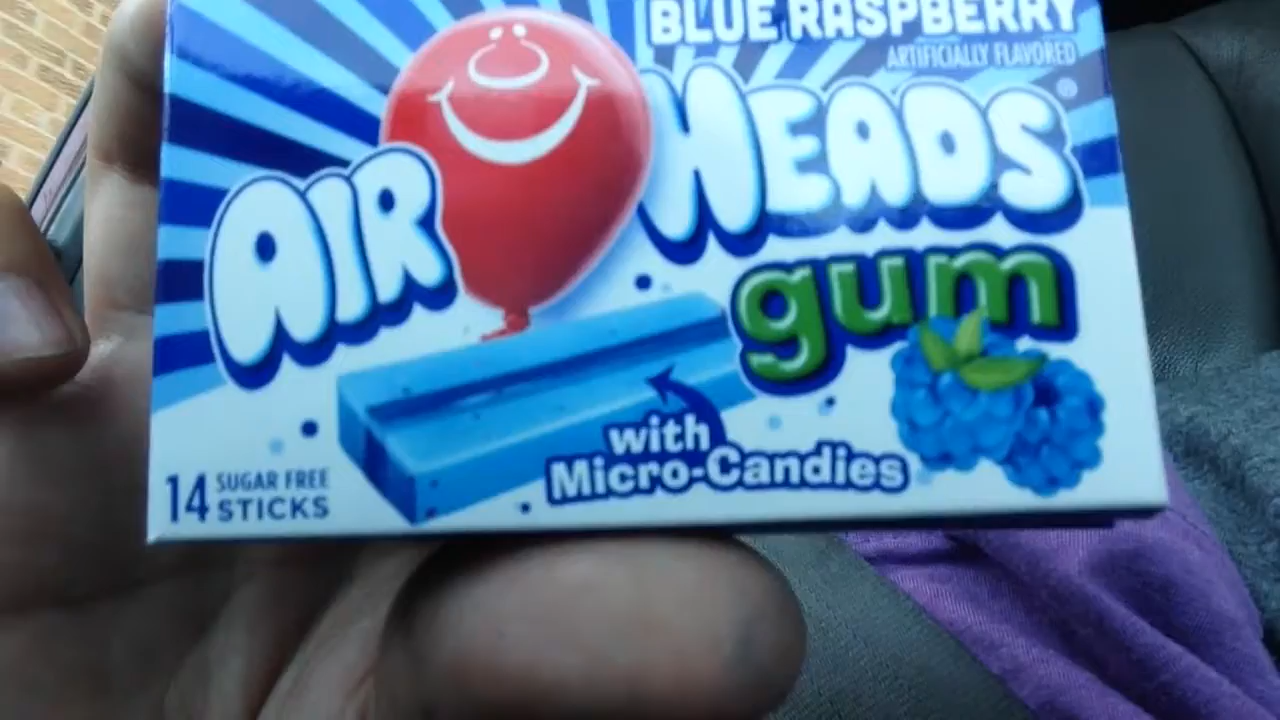 BLUE RASPBERRY
ARTIFICIALLY FLAVORED
AIRHEADS®
gum
with
Micro-Candies
14 SUGAR FREE
STICKS